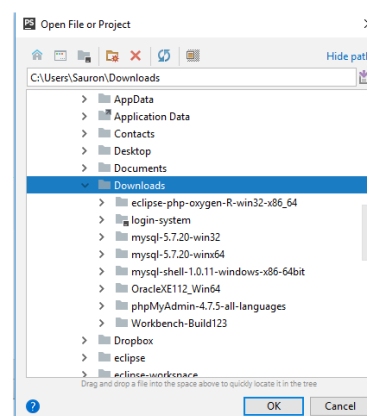 PS Open File or Project
Hide path
C:\Users\Sauron\Downloads
AppData
Application Data
Contacts
Desktop
Documents
Downloads
eclipse-php-oxygen-R-win32-x86_64
login-system
mysql-5.7.20-win32
mysql-5.7.20-winx64
mysql-shell-1.0.11-windows-x86-64bit
OracleXE112_Win64
phpMyAdmin-4.7.5-all-languages
Workbench-Build123
Dropbox
eclipse
eclipse-workspace
Drag and drop a file into the space above to quickly locate it in the tree
? OK Cancel